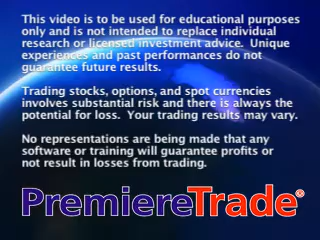 This video is to be used for educational purposes
only and is not intended to replace individual
research or licensed investment advice.  Unique
experiences and past performances do not
guarantee future results.
Trading stocks, options, and spot currencies
involves substantial risk and there is always the
potential for loss.  Your trading results may vary.
No representations are being made that any
software or training will guarantee profits or
not result in losses from trading.
PremiereTrade®